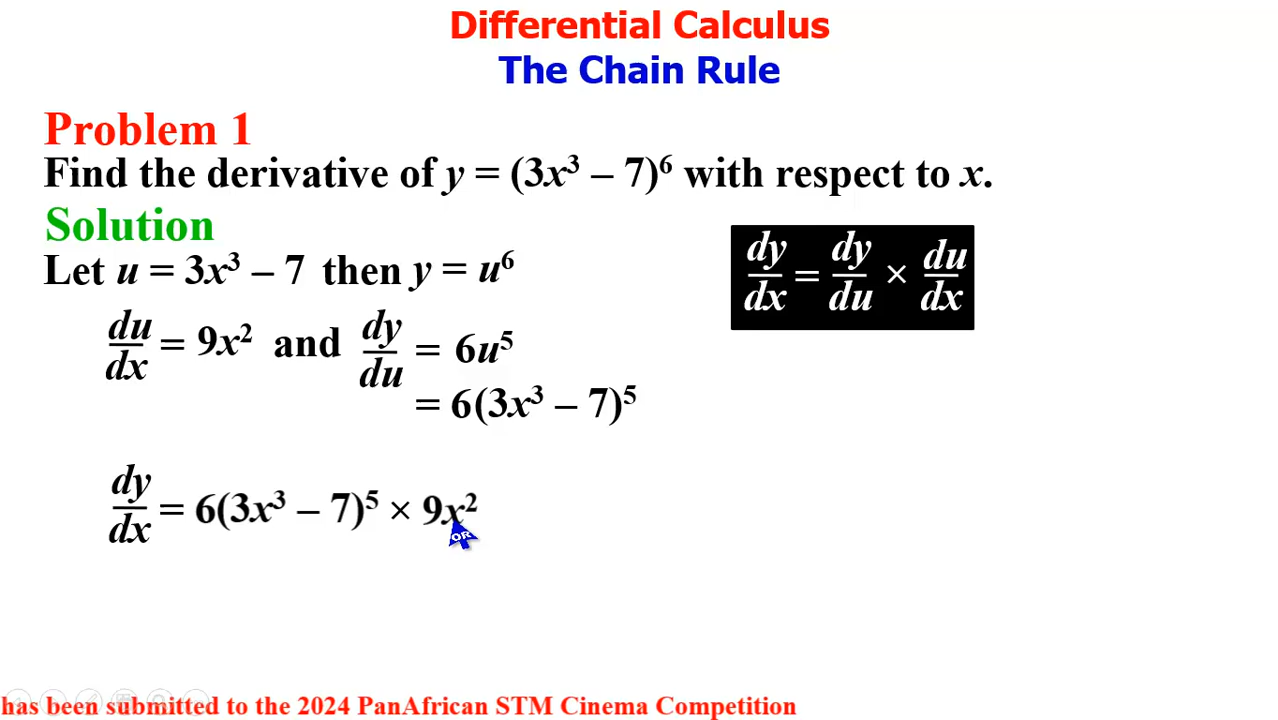 Differential Calculus
The Chain Rule
Problem 1
Find the derivative of y = (3x³ – 7)⁶ with respect to x.
Solution
Let u = 3x³ – 7 then y = u⁶
dy/dx = dy/du × du/dx
du/dx = 9x² and dy/du = 6u⁵
= 6(3x³ – 7)⁵
dy/dx = 6(3x³ – 7)⁵ × 9x²
OR
has been submitted to the 2024 PanAfrican STM Cinema Competition